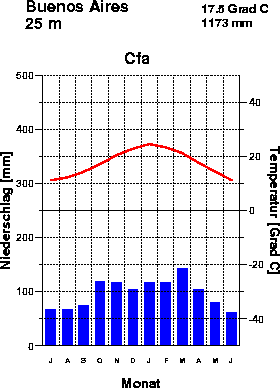 Buenos Aires
25 m
17.5 Grad C
1173 mm
Cfa
Niederschlag [mm]
500
400
300
200
100
0
40
20
0
-20
-40
Temperatur [Grad C]
J A S O N D J F M A M J
Monat